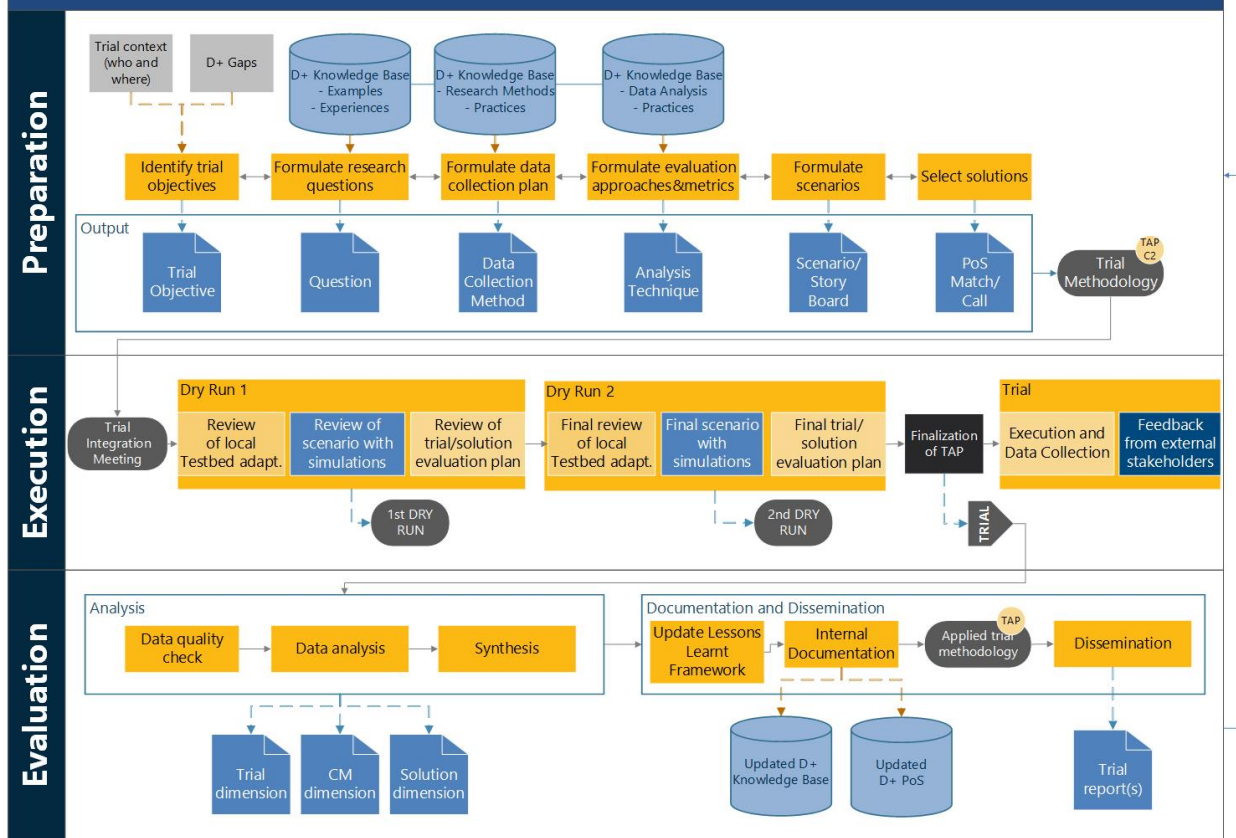 Preparation
Trial context
(who and
where)
D+ Gaps
D+ Knowledge Base
- Examples
- Experiences
D+ Knowledge Base
- Research Methods
- Practices
D+ Knowledge Base
- Data Analysis
- Practices
Identify trial
objectives
Formulate research
questions
Formulate data
collection plan
Formulate evaluation
approaches&metrics
Formulate
scenarios
Select solutions
Output
Trial
Objective
Question
Data
Collection
Method
Analysis
Technique
Scenario/
Story
Board
PoS
Match/
Call
TAP
C2
Trial
Methodology
Execution
Trial
Integration
Meeting
Dry Run 1
Review
of local
Testbed adapt.
Review of
scenario with
simulations
Review of
trial/solution
evaluation plan
1st DRY
RUN
Dry Run 2
Final review
of local
Testbed adapt.
Final scenario
with
simulations
Final trial/
solution
evaluation plan
2nd DRY
RUN
Finalization
of TAP
TRIAL
Trial
Execution and
Data Collection
Feedback
from external
stakeholders
Evaluation
Analysis
Data quality
check
Data analysis
Synthesis
Trial
dimension
CM
dimension
Solution
dimension
Documentation and Dissemination
Update Lessons
Learnt
Framework
Internal
Documentation
TAP
Applied trial
methodology
Dissemination
Updated D+
Knowledge Base
Updated
D+ PoS
Trial
report(s)